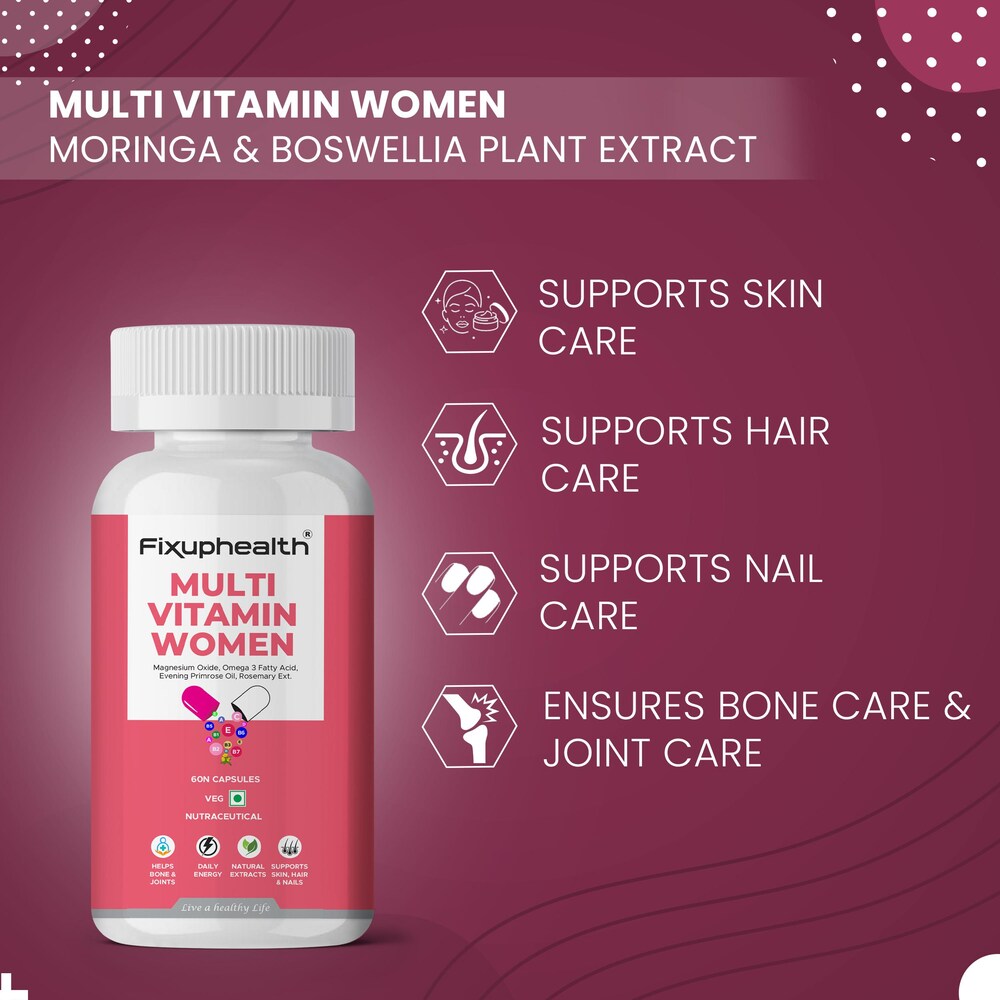 MULTI VITAMIN WOMEN
MORINGA & BOSWELLIA PLANT EXTRACT
SUPPORTS SKIN
CARE
SUPPORTS HAIR
CARE
SUPPORTS NAIL
CARE
ENSURES BONE CARE &
JOINT CARE
Fixuphealth®
MULTI
VITAMIN
WOMEN
Magnesium Oxide, Omega 3 Fatty Acid,
Evening Primrose Oil, Rosemary Ext.
E
B6
B7
60N CAPSULES
VEG
NUTRACEUTICAL
HELPS
BONE &
JOINTS
DAILY
ENERGY
NATURAL
EXTRACTS
SUPPORTS
SKIN, HAIR
& NAILS
Live a healthy Life